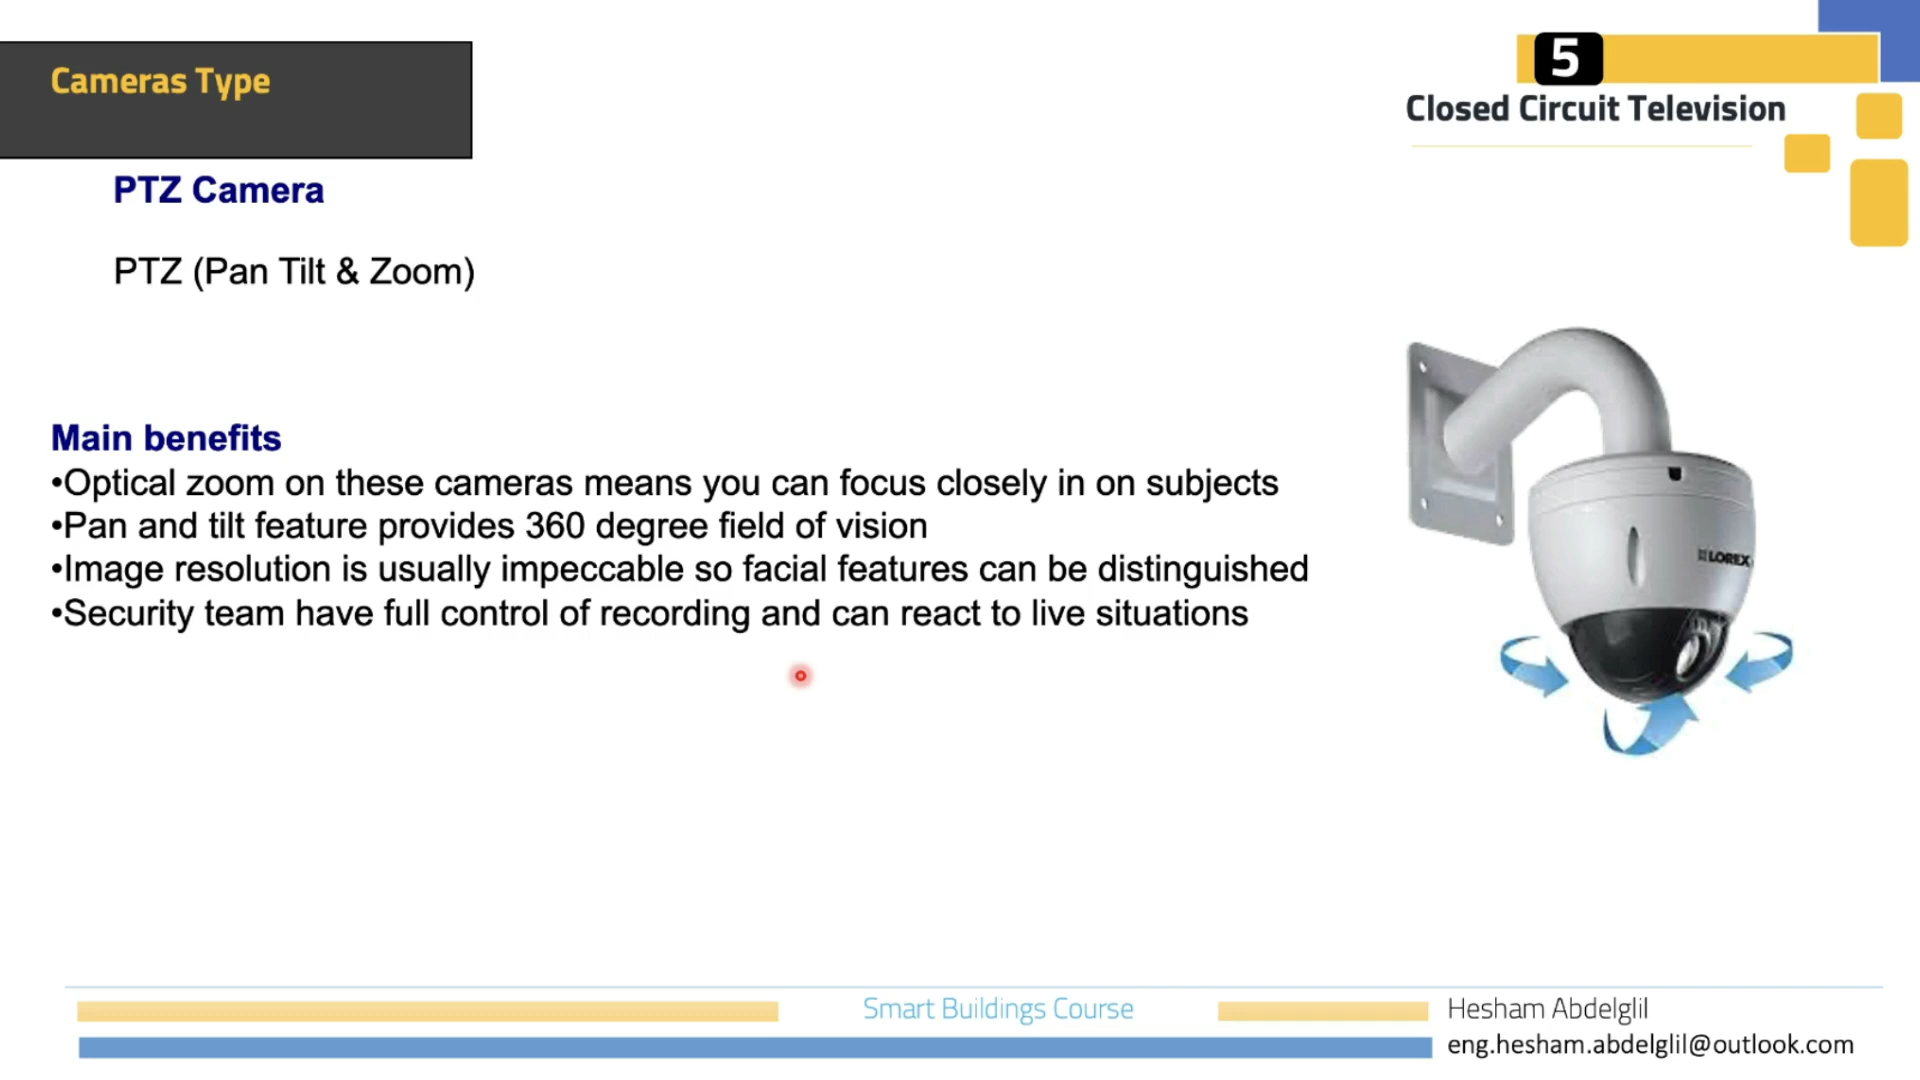 Cameras Type
5
Closed Circuit Television
PTZ Camera
PTZ (Pan Tilt & Zoom)
Main benefits
•Optical zoom on these cameras means you can focus closely in on subjects
•Pan and tilt feature provides 360 degree field of vision
•Image resolution is usually impeccable so facial features can be distinguished
•Security team have full control of recording and can react to live situations
LOREX
Smart Buildings Course
Hesham Abdelglil
eng.hesham.abdelglil@outlook.com